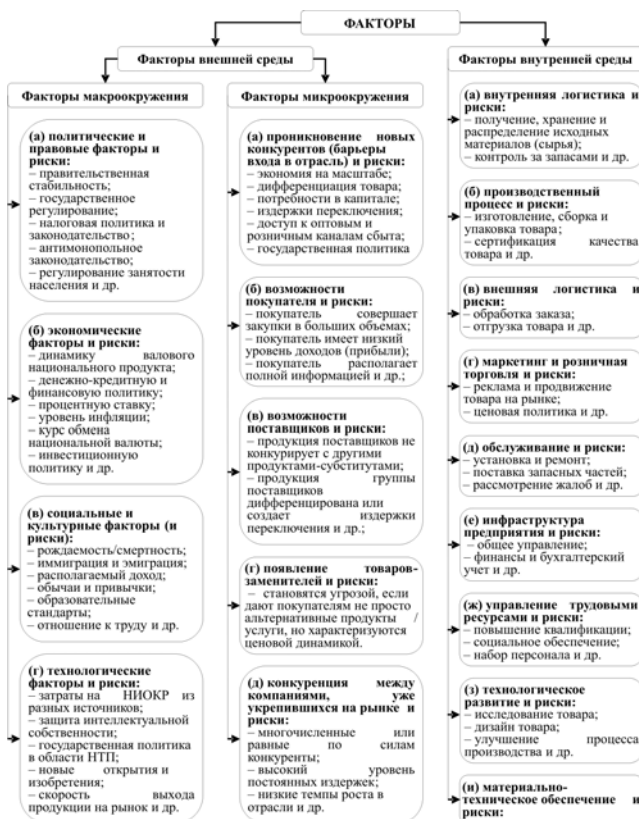 ФАКТОРЫ
Факторы внешней среды
Факторы внутренней среды
Факторы макроокружения
Факторы микроокружения
(а) политические и
правовые факторы и
риски:
– правительственная
стабильность;
– государственное
регулирование;
– налоговая политика и
законодательство;
– антимонопольное
законодательство;
– регулирование занятости
населения и др.
(б) экономические
факторы и риски:
– динамику валового
национального продукта;
– денежно-кредитную и
финансовую политику;
– процентную ставку;
– уровень инфляции;
– курс обмена
национальной валюты;
– инвестиционную
политику и др.
(в) социальные и
культурные факторы (и
риски):
– рождаемость/смертность;
– иммиграция и эмиграция;
– располагаемый доход;
– обычаи и привычки;
– образовательные
стандарты;
– отношение к труду и др.
(г) технологические
факторы и риски:
– затраты на НИОКР из
разных источников;
– защита интеллектуальной
собственности;
– государственная политика
в области НТП;
– новые открытия и
изобретения;
– скорость выхода
продукции на рынок и др.
(а) проникновение новых
конкурентов (барьеры
входа в отрасль) и риски:
– экономия на масштабе;
– дифференциация товара;
– потребности в капитале;
– издержки переключения;
– доступ к оптовым и
розничным каналам сбыта;
– государственная политика
(б) возможности
покупателя и риски:
– покупатель совершает
закупки в больших объемах;
– покупатель имеет низкий
уровень доходов (прибыли);
– покупатель располагает
полной информацией и др.;
(в) возможности
поставщиков и риски:
– продукция поставщиков не
конкурирует с другими
продуктами-субститутами;
– продукция группы
поставщиков
дифференцирована или
создает издержки
переключения и др.;
(г) появление товаров-
заменителей и риски:
– становятся угрозой, если
дают покупателям не просто
альтернативные продукты /
услуги, но характеризуются
ценовой динамикой.
(д) конкуренция между
компаниями, уже
укрепившихся на рынке и
риски:
– многочисленные или
равные по силам
конкуренты;
– высокий уровень
постоянных издержек;
– низкие темпы роста в
отрасли и др.
(а) внутренняя логистика и
риски:
– получение, хранение и
распределение исходных
материалов (сырья);
– контроль за запасами и др.
(б) производственный
процесс и риски:
– изготовление, сборка и
упаковка товара;
– сертификация качества
товара и др.
(в) внешняя логистика и
риски:
– обработка заказа;
– отгрузка товара и др.
(г) маркетинг и розничная
торговля и риски:
– реклама и продвижение
товара на рынке;
– ценовая политика и др.
(д) обслуживание и риски:
– установка и ремонт;
– поставка запасных частей;
– рассмотрение жалоб и др.
(е) инфраструктура
предприятия и риски:
– общее управление;
– финансы и бухгалтерский
учет и др.
(ж) управление трудовыми
ресурсами и риски:
– повышение квалификации;
– социальное обеспечение;
– набор персонала и др.
(з) технологическое
развитие и риски:
– исследование товара;
– дизайн товара;
– улучшение процесса
производства и др.
(и) материально-
техническое обеспечение и
риски: